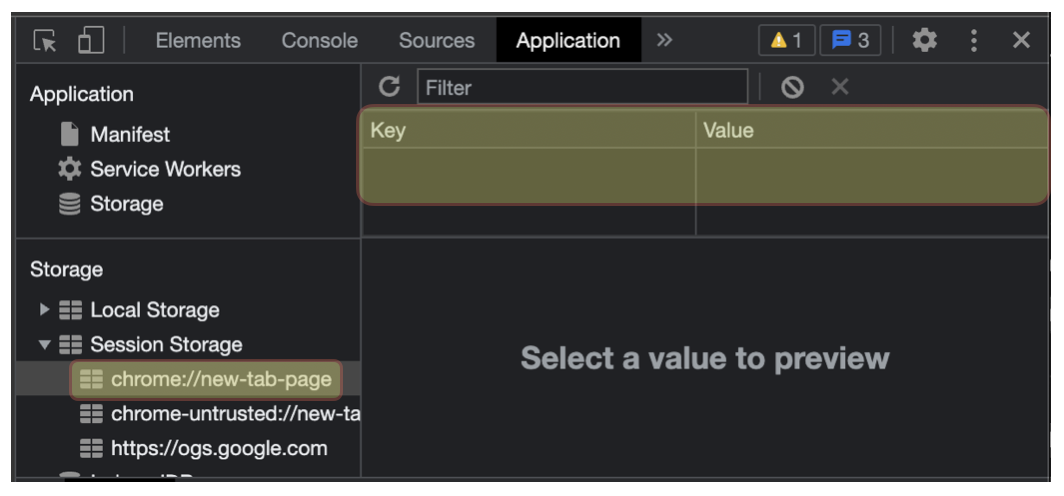 Elements Console Sources Application » 1 3
Application
Manifest
Service Workers
Storage
Filter
Key Value
Storage
Local Storage
Session Storage
chrome://new-tab-page
chrome-untrusted://new-ta
https://ogs.google.com
Select a value to preview